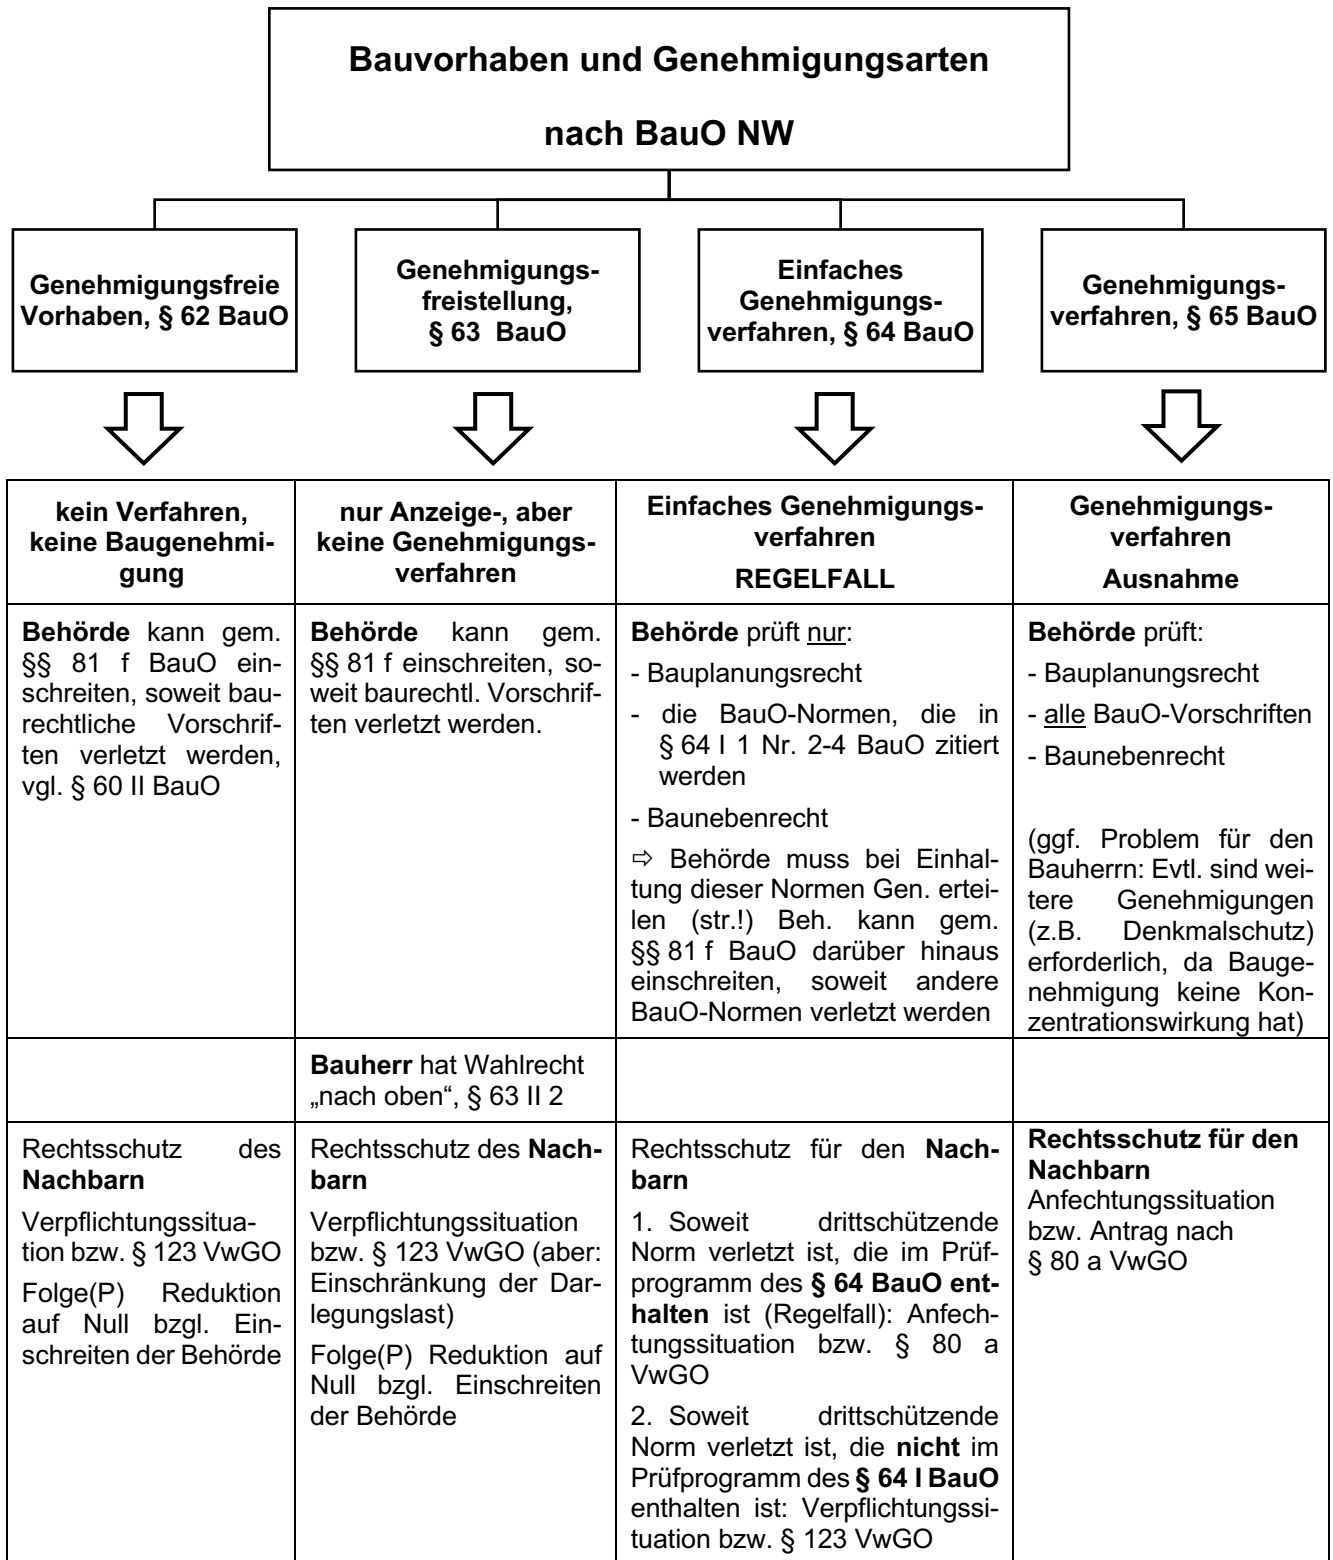 Bauvorhaben und Genehmigungsarten
nach BauO NW
Genehmigungsfreie
Vorhaben, § 62 BauO
Genehmigungs-
freistellung,
§ 63 BauO
Einfaches
Genehmigungs-
verfahren, § 64 BauO
Genehmigungs-
verfahren, § 65 BauO
kein Verfahren,
keine Baugenehmi-
gung
nur Anzeige-, aber
keine Genehmigungs-
verfahren
Einfaches Genehmigungs-
verfahren
REGELFALL
Genehmigungs-
verfahren
Ausnahme
Behörde kann gem.
§§ 81 f BauO ein-
schreiten, soweit bau-
rechtliche Vorschrif-
ten verletzt werden,
vgl. § 60 II BauO
Behörde kann gem.
§§ 81 f einschreiten, so-
weit baurechtl. Vorschrif-
ten verletzt werden.
Behörde prüft nur:
- Bauplanungsrecht
- die BauO-Normen, die in
§ 64 I 1 Nr. 2-4 BauO zitiert
werden
- Baunebenrecht
⇨ Behörde muss bei Einhal-
tung dieser Normen Gen. ertei-
len (str.!) Beh. kann gem.
§§ 81 f BauO darüber hinaus
einschreiten, soweit andere
BauO-Normen verletzt werden
Behörde prüft:
- Bauplanungsrecht
- alle BauO-Vorschriften
- Baunebenrecht
(ggf. Problem für den
Bauherrn: Evtl. sind wei-
tere Genehmigungen
(z.B. Denkmalschutz)
erforderlich, da Bauge-
nehmigung keine Kon-
zentrationswirkung hat)
Bauherr hat Wahlrecht
„nach oben“, § 63 II 2
Rechtsschutz des
Nachbarn
Verpflichtungssitua-
tion bzw. § 123 VwGO
Folge(P) Reduktion
auf Null bzgl. Ein-
schreiten der Behörde
Rechtsschutz des Nach-
barn
Verpflichtungssituation
bzw. § 123 VwGO (aber:
Einschränkung der Dar-
legungslast)
Folge(P) Reduktion auf
Null bzgl. Einschreiten
der Behörde
Rechtsschutz für den Nach-
barn
1. Soweit drittschützende
Norm verletzt ist, die im Prüf-
programm des § 64 BauO ent-
halten ist (Regelfall): Anfech-
tungssituation bzw. § 80 a
VwGO
2. Soweit drittschützende
Norm verletzt ist, die nicht im
Prüfprogramm des § 64 I BauO
enthalten ist: Verpflichtungssi-
tuation bzw. § 123 VwGO
Rechtsschutz für den
Nachbarn
Anfechtungssituation
bzw. Antrag nach
§ 80 a VwGO